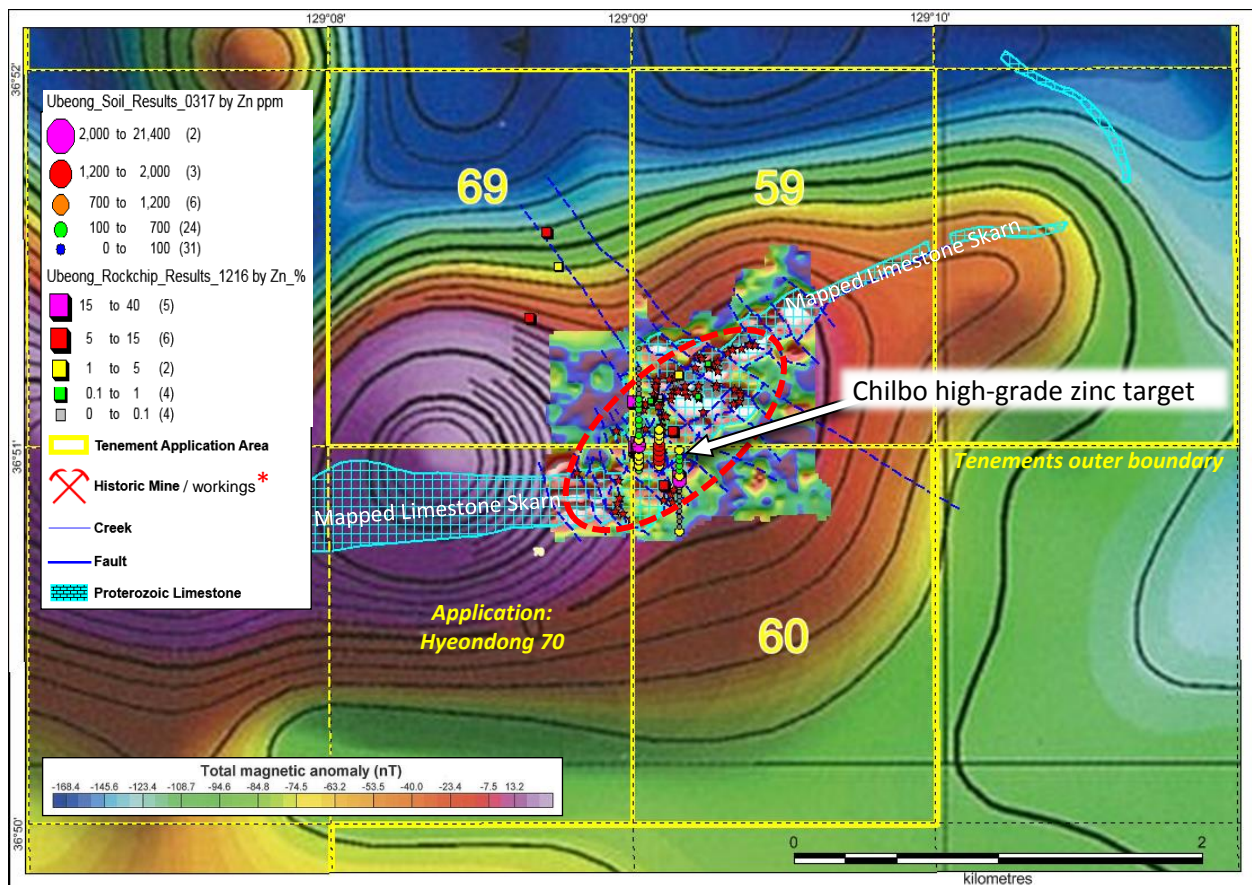 129°08' 129°09' 129°10'
36°52'
36°51'
36°50'
Ubeong_Soil_Results_0317 by Zn ppm
2,000 to 21,400 (2)
1,200 to 2,000 (3)
700 to 1,200 (6)
100 to 700 (24)
0 to 100 (31)
Ubeong_Rockchip_Results_1216 by Zn_%
15 to 40 (5)
5 to 15 (6)
1 to 5 (2)
0.1 to 1 (4)
0 to 0.1 (4)
Tenement Application Area
Historic Mine / workings*
Creek
Fault
Proterozoic Limestone
69
59
Mapped Limestone Skarn
Chilbo high-grade zinc target
Tenements outer boundary
Mapped Limestone Skarn
70
Application:
Hyeondong 70
60
Total magnetic anomaly (nT)
-168.4 -145.6 -123.4 -108.7 -94.6 -84.8 -74.5 -63.2 -53.5 -40.0 -23.4 -7.5 13.2
0 2
kilometres